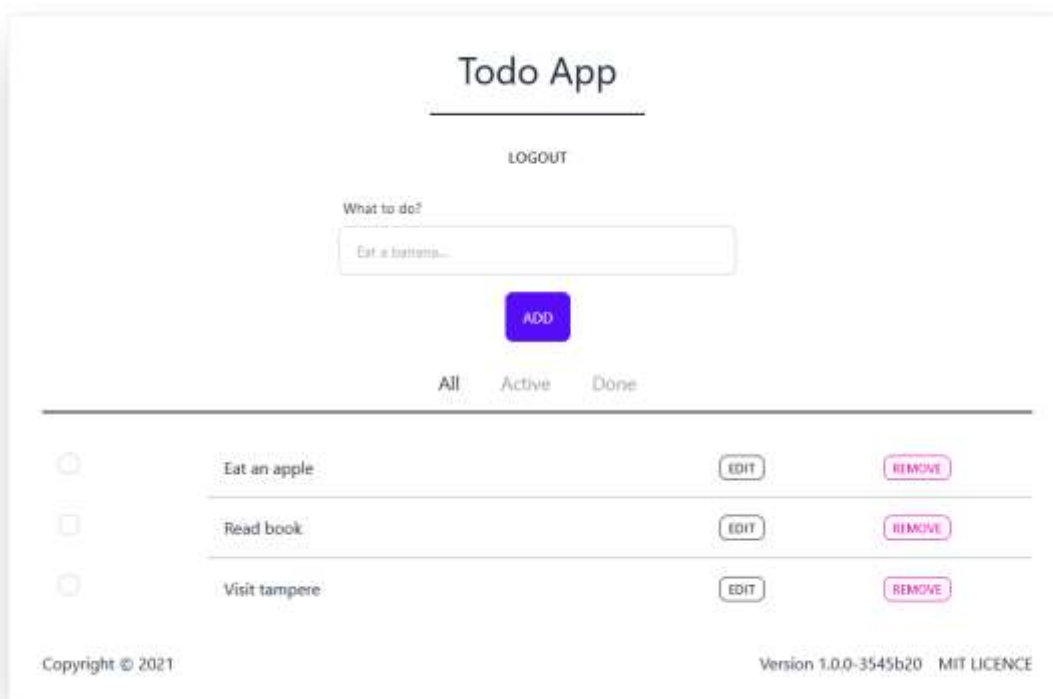 Todo App
LOGOUT
What to do?
Eat a banana...
ADD
All Active Done
Eat an apple EDIT REMOVE
Read book EDIT REMOVE
Visit tampere EDIT REMOVE
Copyright © 2021 Version 1.0.0-3545b20 MIT LICENCE